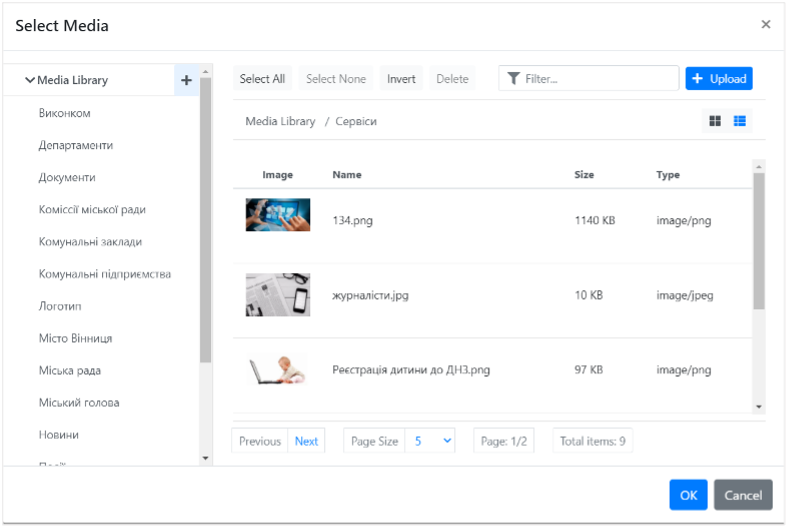 Select Media
×
Media Library
+
Select All
Select None
Invert
Delete
Filter...
+ Upload
Виконком
Департаменти
Документи
Коміссії міської ради
Комунальні заклади
Комунальні підприємства
Логотип
Місто Вінниця
Міська рада
Міський голова
Новини
Media Library / Сервіси
Image Name Size Type
134.png 1140 KB image/png
журналісти.jpg 10 KB image/jpeg
Реєстрація дитини до ДНЗ.png 97 KB image/png
Previous Next Page Size 5 Page: 1/2 Total items: 9
OK Cancel